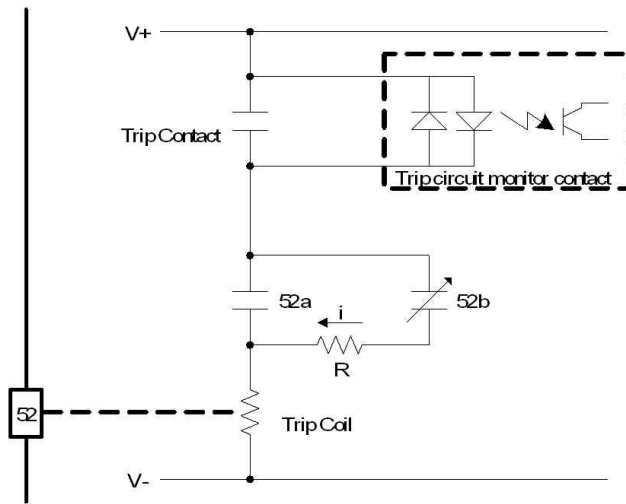 V+
Trip Contact
Trip circuit monitor contact
52a
52b
i
R
52
Trip Coil
V-